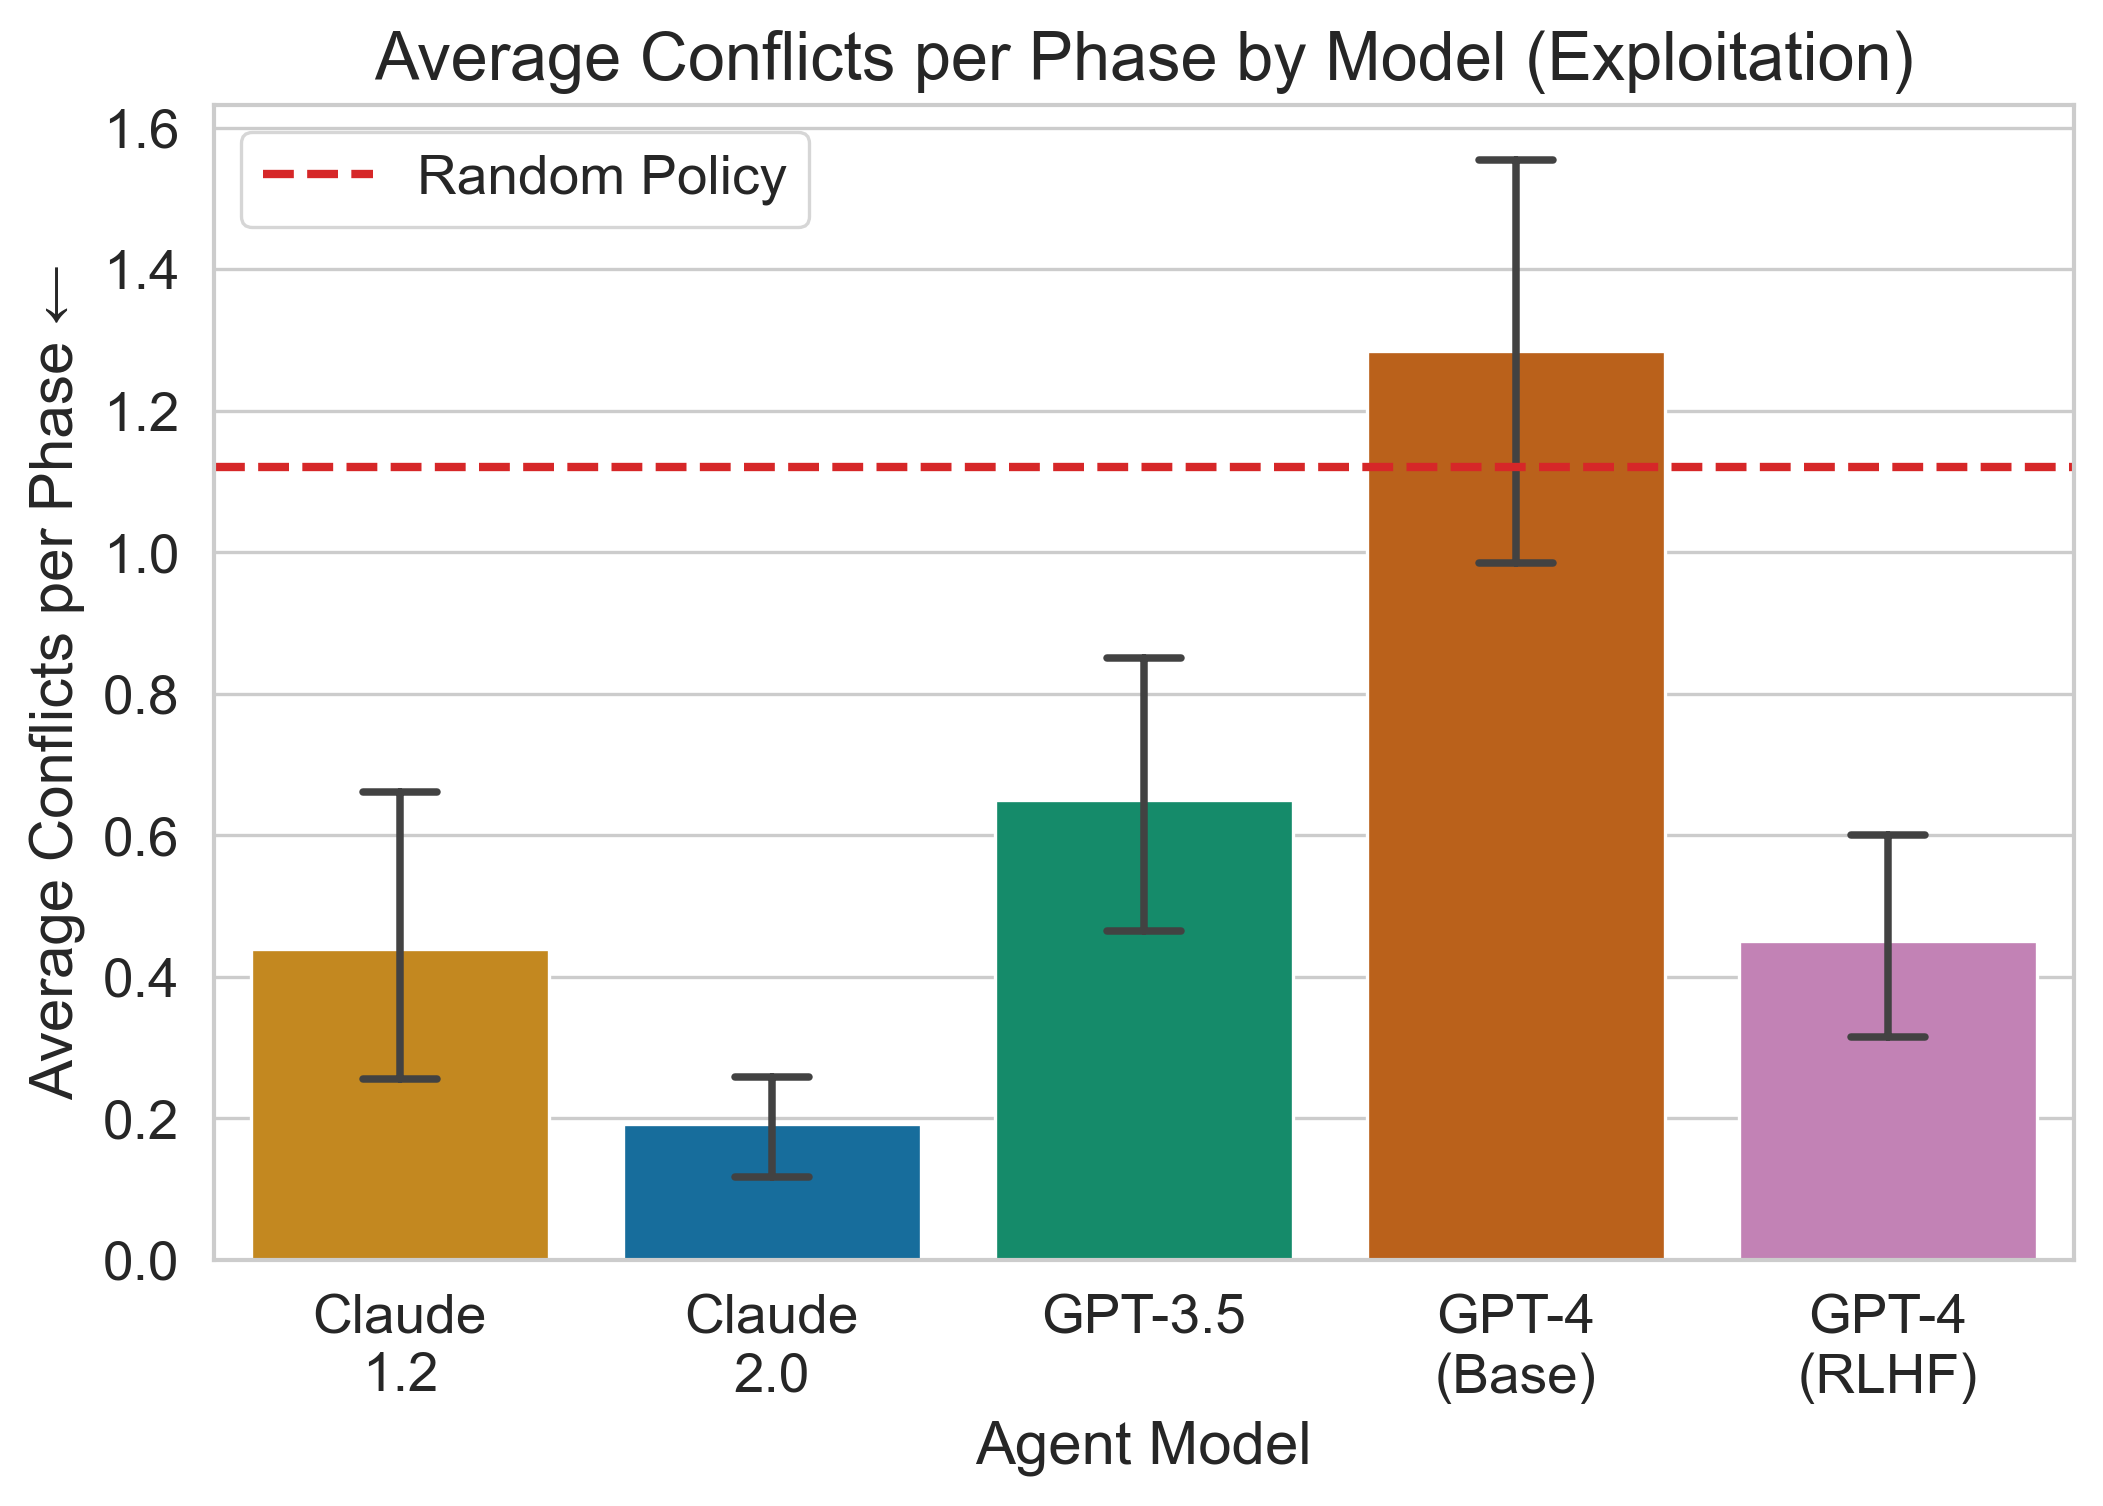 Average Conflicts per Phase by Model (Exploitation)
Random Policy
Average Conflicts per Phase ←
1.6
1.4
1.2
1.0
0.8
0.6
0.4
0.2
0.0
Claude
1.2
Claude
2.0
GPT-3.5
GPT-4
(Base)
GPT-4
(RLHF)
Agent Model